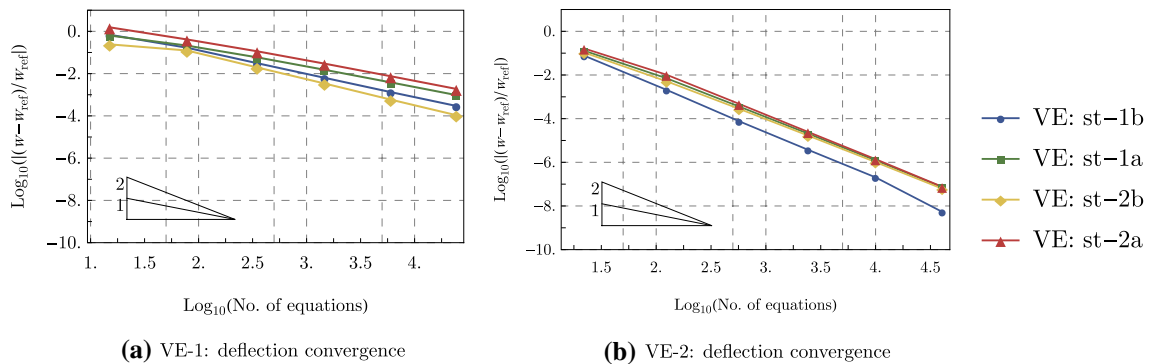 0.
−2.
−4.
−6.
−8.
−10.
Log10(|(w−wref)/wref|)
2
1
1. 1.5 2. 2.5 3. 3.5 4.
Log10(No. of equations)
(a) VE-1: deflection convergence
0.
−2.
−4.
−6.
−8.
−10.
Log10(|(w−wref)/wref|)
2
1
1.5 2. 2.5 3. 3.5 4. 4.5
Log10(No. of equations)
(b) VE-2: deflection convergence
VE: st−1b
VE: st−1a
VE: st−2b
VE: st−2a